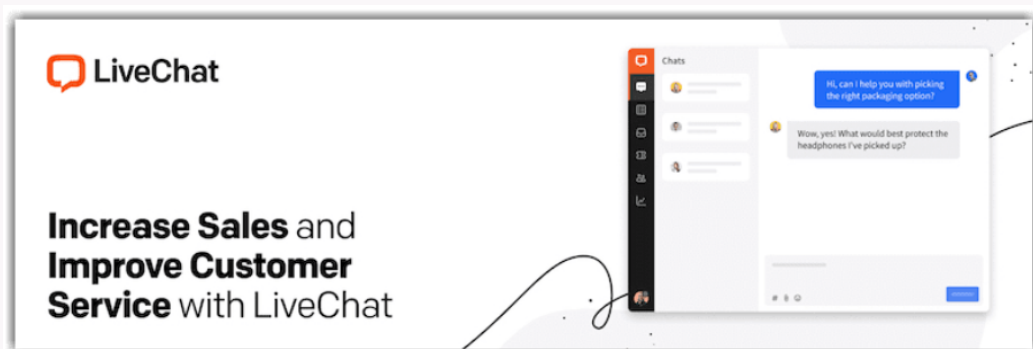 LiveChat
Increase Sales and
Improve Customer
Service with LiveChat
Chats
Hi, can I help you with picking
the right packaging option?
Wow, yes! What would best protect the
headphones I've picked up?